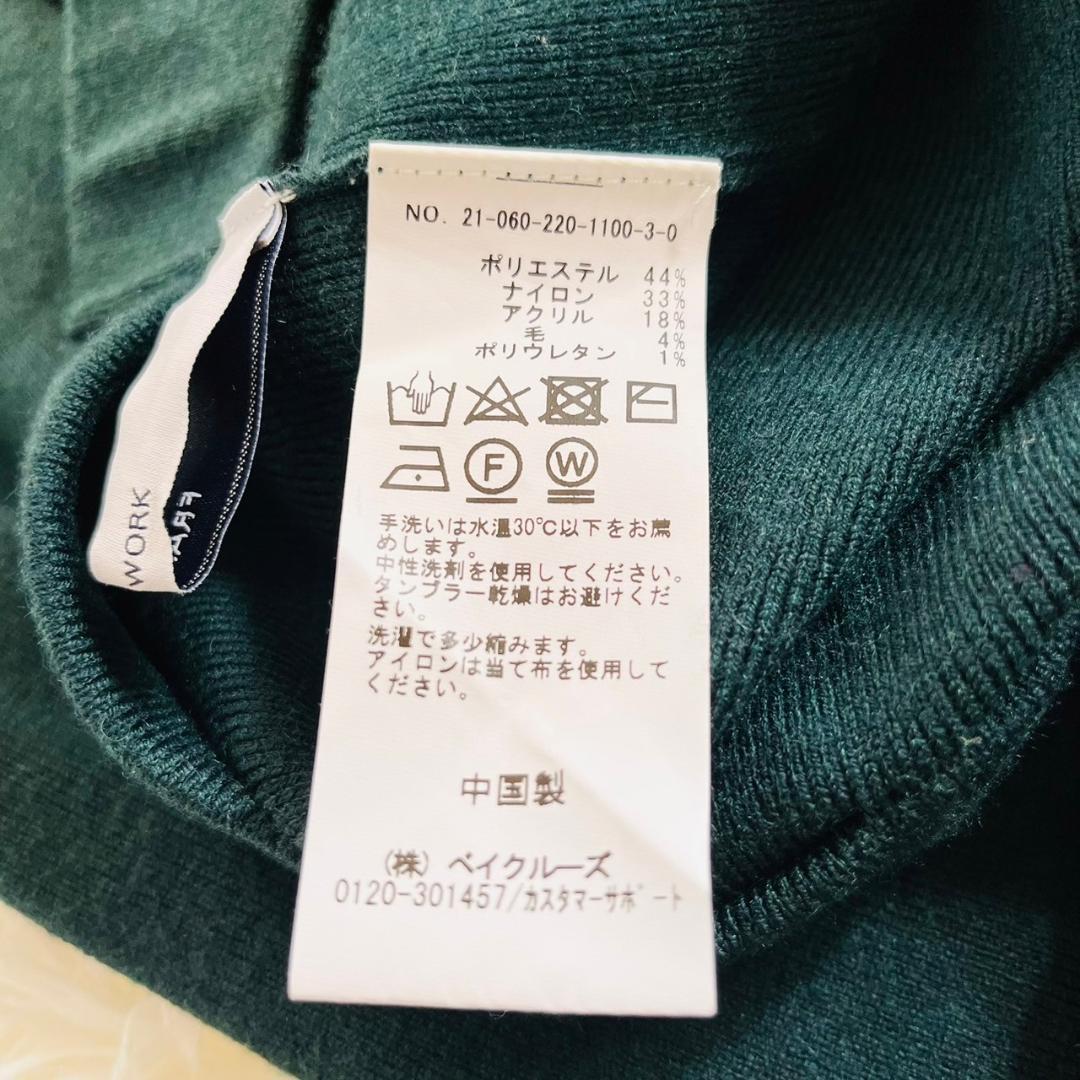 NO. 21-060-220-1100-3-0
ポリエステル 44%
ナイロン 33%
アクリル 18%
毛 4%
ポリウレタン 1%
F W
手洗いは水温30℃以下をお薦
めします。
中性洗剤を使用してください。
タンブラー乾燥はお避けくだ
さい。
洗濯で多少縮みます。
アイロンは当て布を使用して
ください。
中国製
(株) ベイクルーズ
0120-301457/カスタマーサポート
WORK
FRA